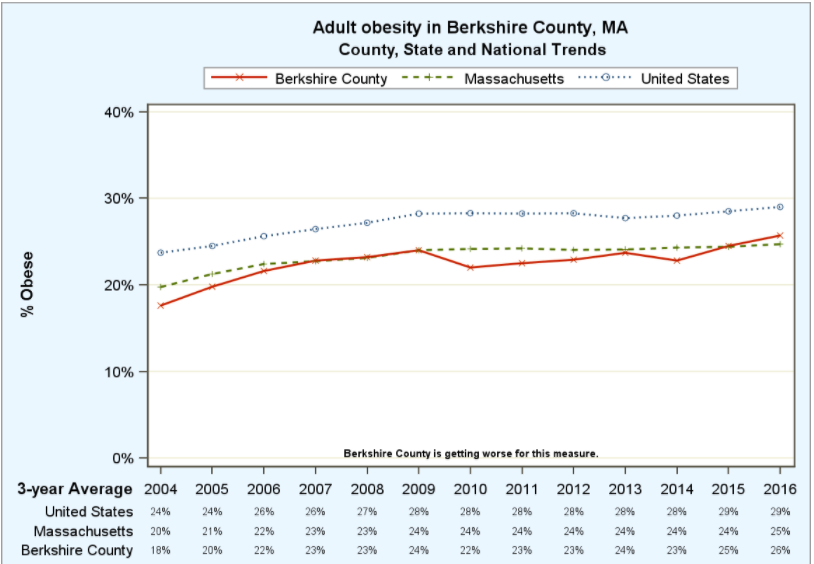 Adult obesity in Berkshire County, MA
County, State and National Trends
Berkshire County Massachusetts United States
40%
30%
20%
10%
0%
% Obese
Berkshire County is getting worse for this measure.
3-year Average 2004 2005 2006 2007 2008 2009 2010 2011 2012 2013 2014 2015 2016
United States 24% 24% 26% 26% 27% 28% 28% 28% 28% 28% 28% 29% 29%
Massachusetts 20% 21% 22% 23% 23% 24% 24% 24% 24% 24% 24% 24% 25%
Berkshire County 18% 20% 22% 23% 23% 24% 22% 23% 23% 24% 23% 25% 26%